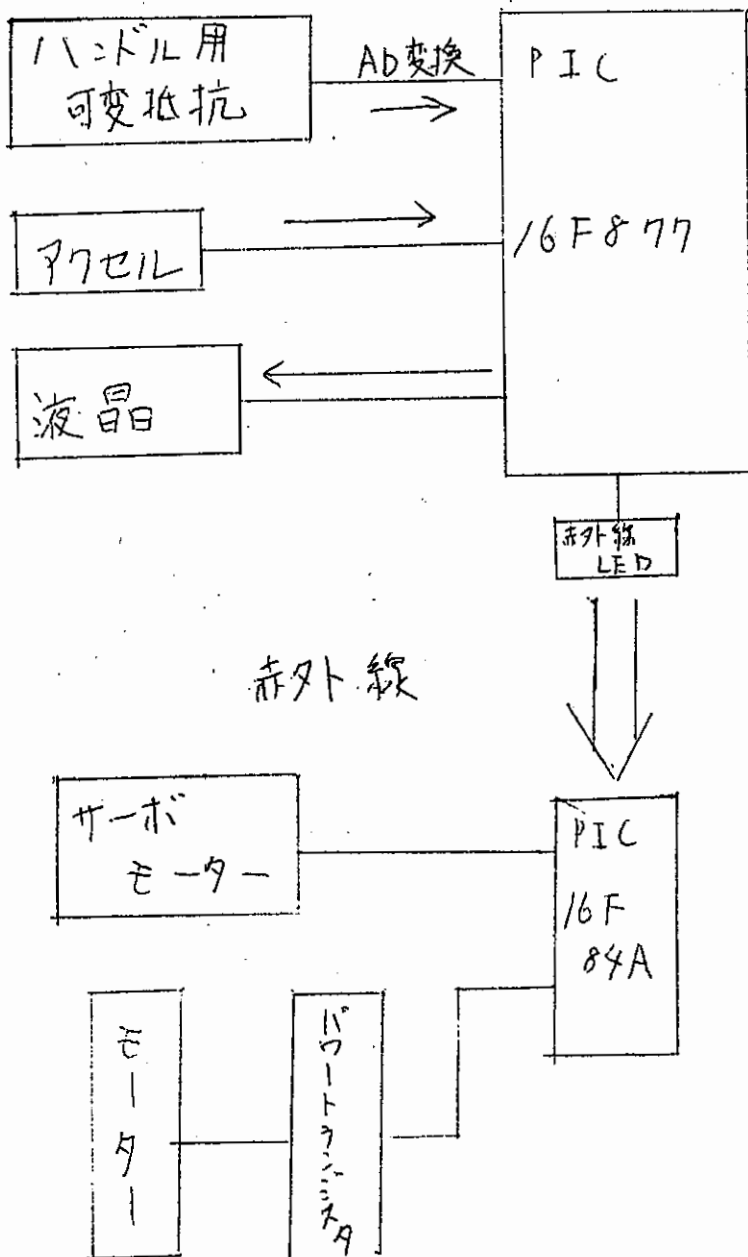 ハンドル用
可変抵抗
AD変換
PIC
16F877
アクセル
液晶
赤外線
LED
赤外線
サーボ
モーター
PIC
16F
84A
モーター
パワートランジスタ